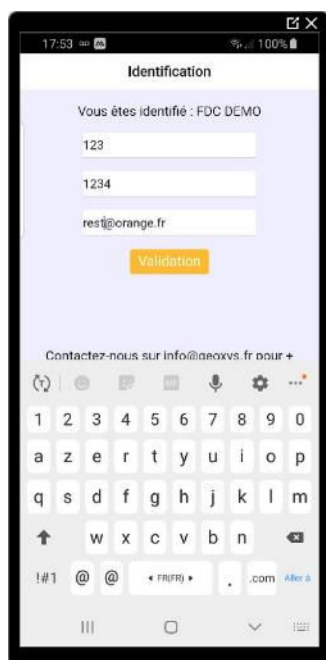 17:53 100%
Identification
Vous êtes identifié : FDC DEMO
123
1234
rest@orange.fr
Validation
Contactez-nous sur info@geoxys.fr pour +
1 2 3 4 5 6 7 8 9 0
a z e r t y u i o p
q s d f g h j k l m
w x c v b n
!#1 @ @ FR(FR) . .com Aller à